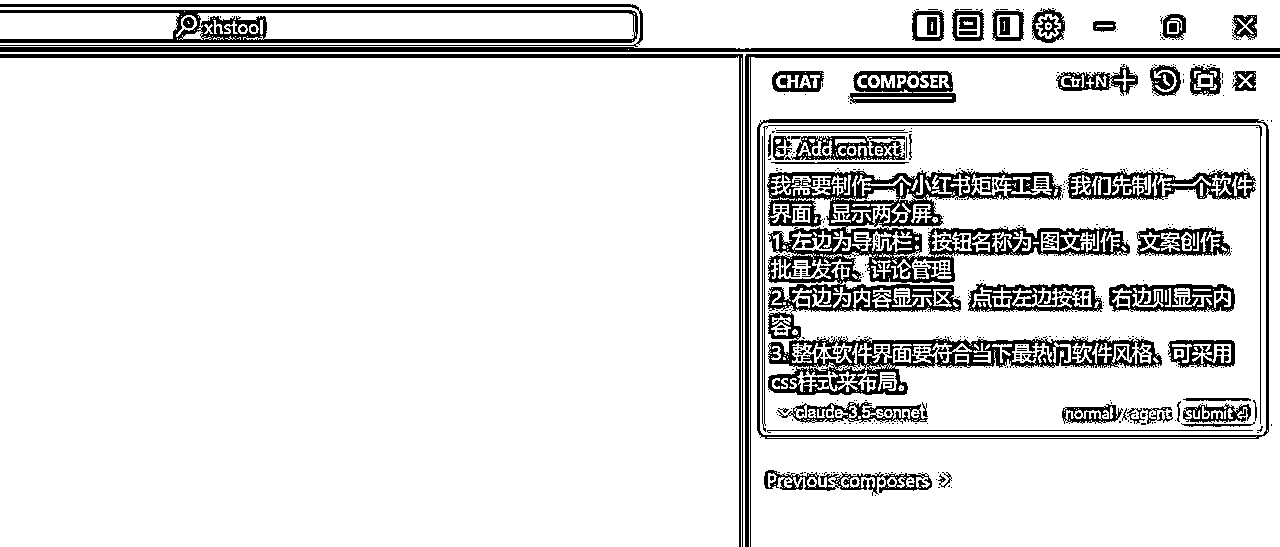 xhstool
CHAT COMPOSER Ctrl+N
+ Add context
我需要制作一个小红书矩阵工具，我们先制作一个软件
界面，显示两分屏。
1. 左边为导航栏；按钮名称为-图文制作、文案创作、
批量发布、评论管理
2. 右边为内容显示区、点击左边按钮，右边则显示内
容。
3. 整体软件界面要符合当下最热门软件风格、可采用
css样式来布局。
claude-3.5-sonnet normal / agent submit
Previous composers